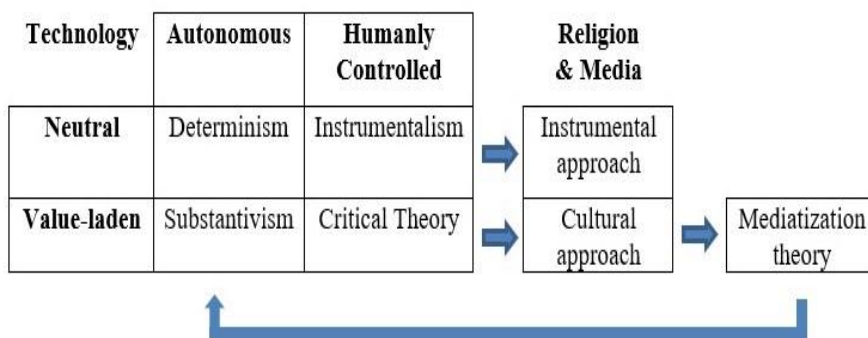 Technology Autonomous Humanly Controlled Religion & Media
Neutral Determinism Instrumentalism Instrumental approach
Value-laden Substantivism Critical Theory Cultural approach Mediatization theory